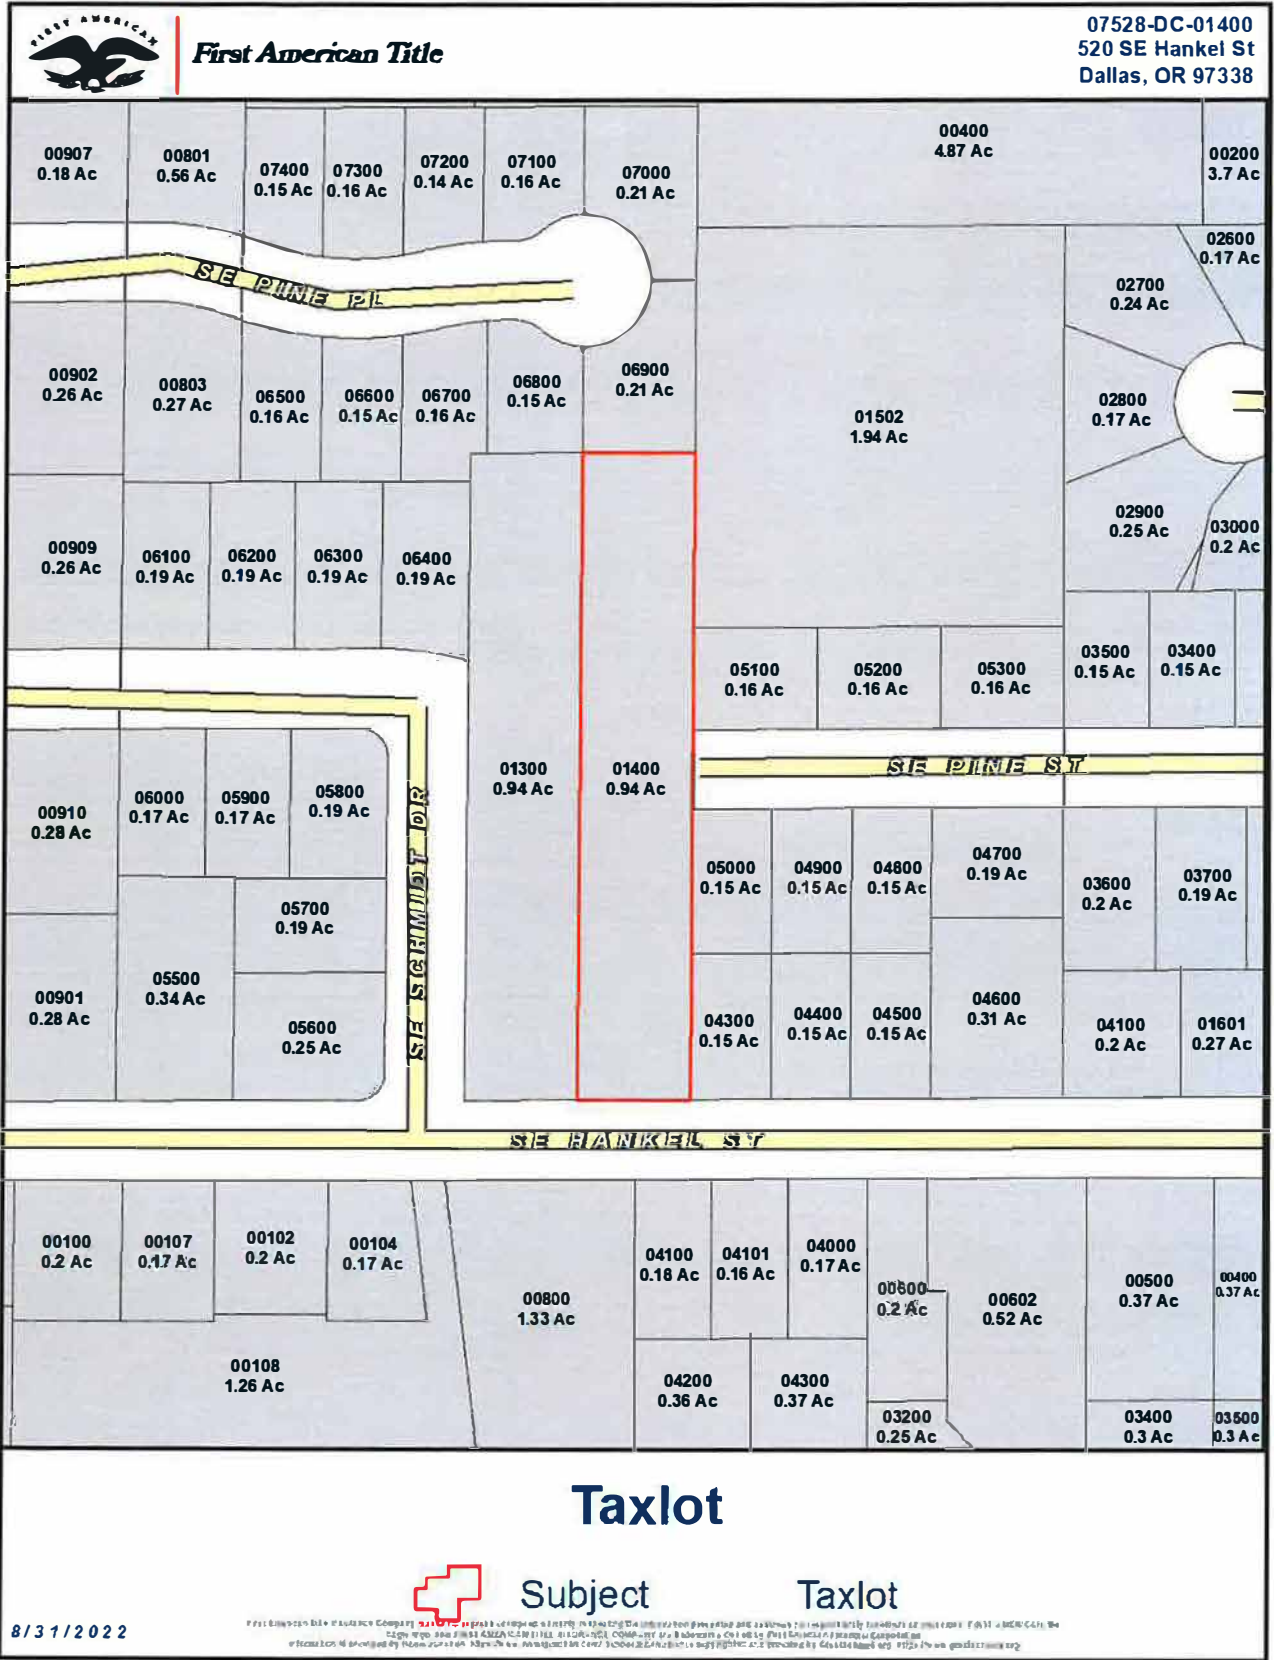 FIRST AMERICAN
First American Title
07528-DC-01400
520 SE Hankel St
Dallas, OR 97338
00907
0.18 Ac
00801
0.56 Ac
07400
0.15 Ac
07300
0.16 Ac
07200
0.14 Ac
07100
0.16 Ac
07000
0.21 Ac
00400
4.87 Ac
00200
3.7 Ac
02600
0.17 Ac
02700
0.24 Ac
SE PINE PL
00902
0.26 Ac
00803
0.27 Ac
06500
0.16 Ac
06600
0.15 Ac
06700
0.16 Ac
06800
0.15 Ac
06900
0.21 Ac
01502
1.94 Ac
02800
0.17 Ac
02900
0.25 Ac
03000
0.2 Ac
00909
0.26 Ac
06100
0.19 Ac
06200
0.19 Ac
06300
0.19 Ac
06400
0.19 Ac
05100
0.16 Ac
05200
0.16 Ac
05300
0.16 Ac
03500
0.15 Ac
03400
0.15 Ac
SE PINE ST
01300
0.94 Ac
01400
0.94 Ac
00910
0.28 Ac
06000
0.17 Ac
05900
0.17 Ac
05800
0.19 Ac
SE SCHMIDT DR
05000
0.15 Ac
04900
0.15 Ac
04800
0.15 Ac
04700
0.19 Ac
03600
0.2 Ac
03700
0.19 Ac
05700
0.19 Ac
00901
0.28 Ac
05500
0.34 Ac
05600
0.25 Ac
04300
0.15 Ac
04400
0.15 Ac
04500
0.15 Ac
04600
0.31 Ac
04100
0.2 Ac
01601
0.27 Ac
SE HANKEL ST
00100
0.2 Ac
00107
0.17 Ac
00102
0.2 Ac
00104
0.17 Ac
00800
1.33 Ac
04100
0.18 Ac
04101
0.16 Ac
04000
0.17 Ac
00600
0.2 Ac
00602
0.52 Ac
00500
0.37 Ac
00400
0.37 Ac
00108
1.26 Ac
04200
0.36 Ac
04300
0.37 Ac
03200
0.25 Ac
03400
0.3 Ac
03500
0.3 Ac
Taxlot
Subject
Taxlot
8/31/2022